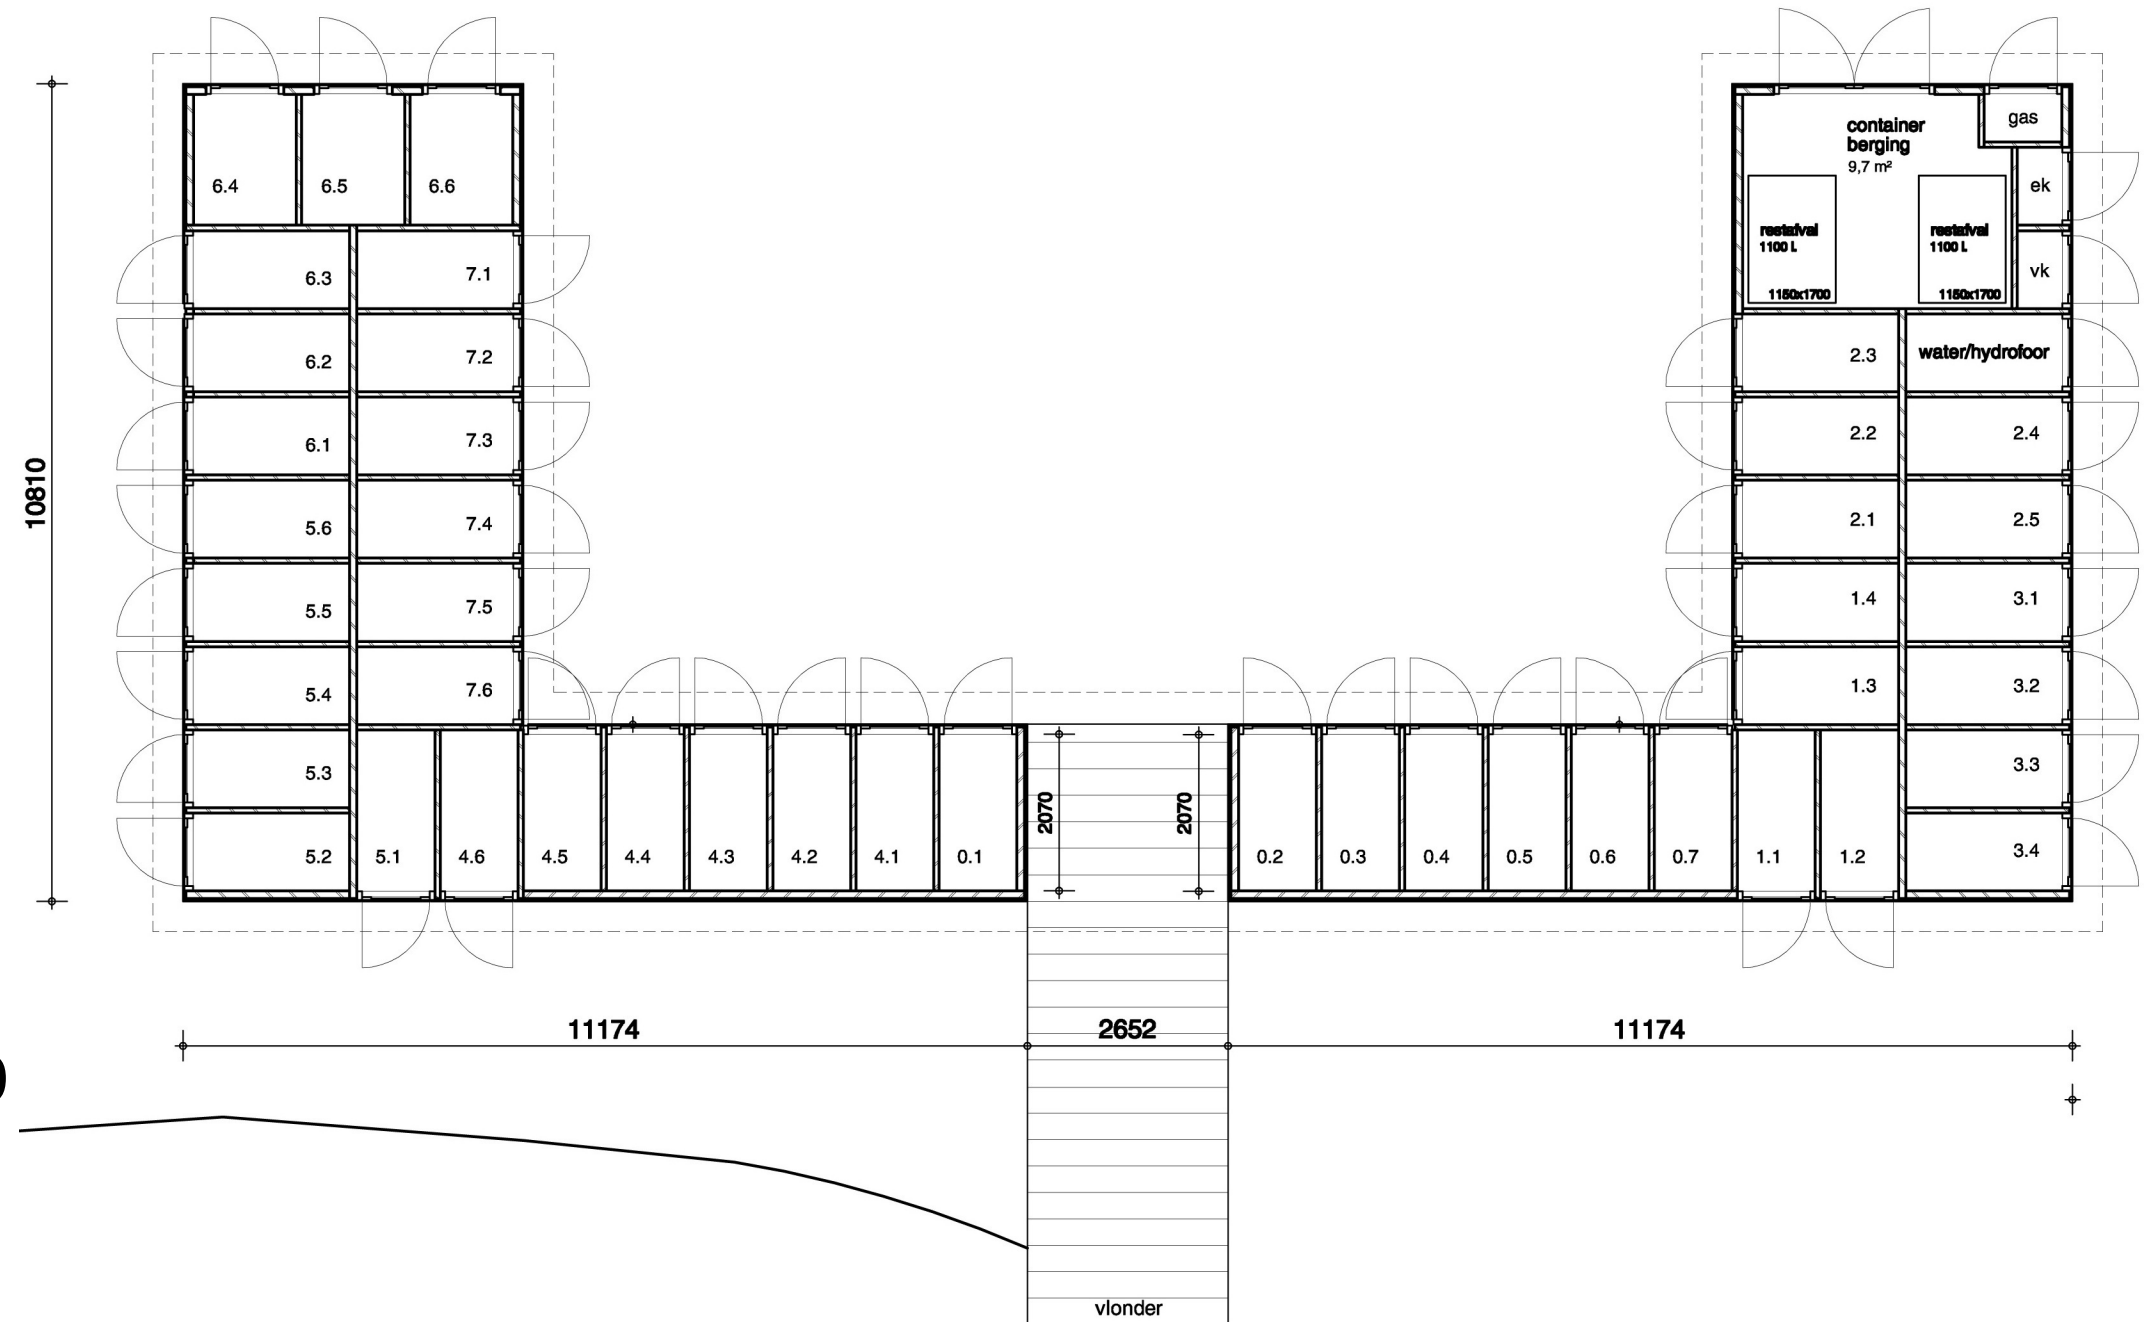 gas
container
berging
9,7 m²
6.4 6.5 6.6 ek
restafval restafval
1100 l. 1100 l.
6.3 7.1 vk
1150x1700 1150x1700
6.2 7.2 2.3 water/hydrofoor
6.1 7.3 2.2 2.4
10810
5.6 7.4 2.1 2.5
5.5 7.5 1.4 3.1
5.4 7.6 1.3 3.2
5.3 3.3
2070 2070
5.2 5.1 4.6 4.5 4.4 4.3 4.2 4.1 0.1 0.2 0.3 0.4 0.5 0.6 0.7 1.1 1.2 3.4
11174 2652 11174
vlonder